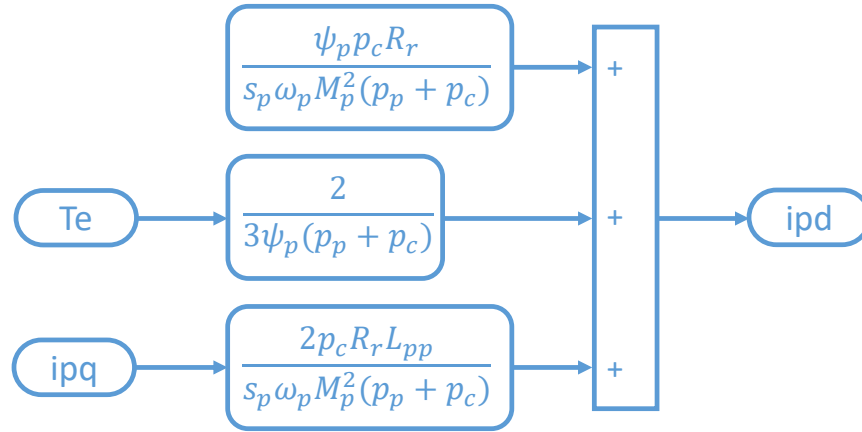 ψ_p p_c R_r
s_p ω_p M_p^2 (p_p + p_c)
+
Te
2
3ψ_p (p_p + p_c)
+
ipd
ipq
2p_c R_r L_pp
s_p ω_p M_p^2 (p_p + p_c)
+